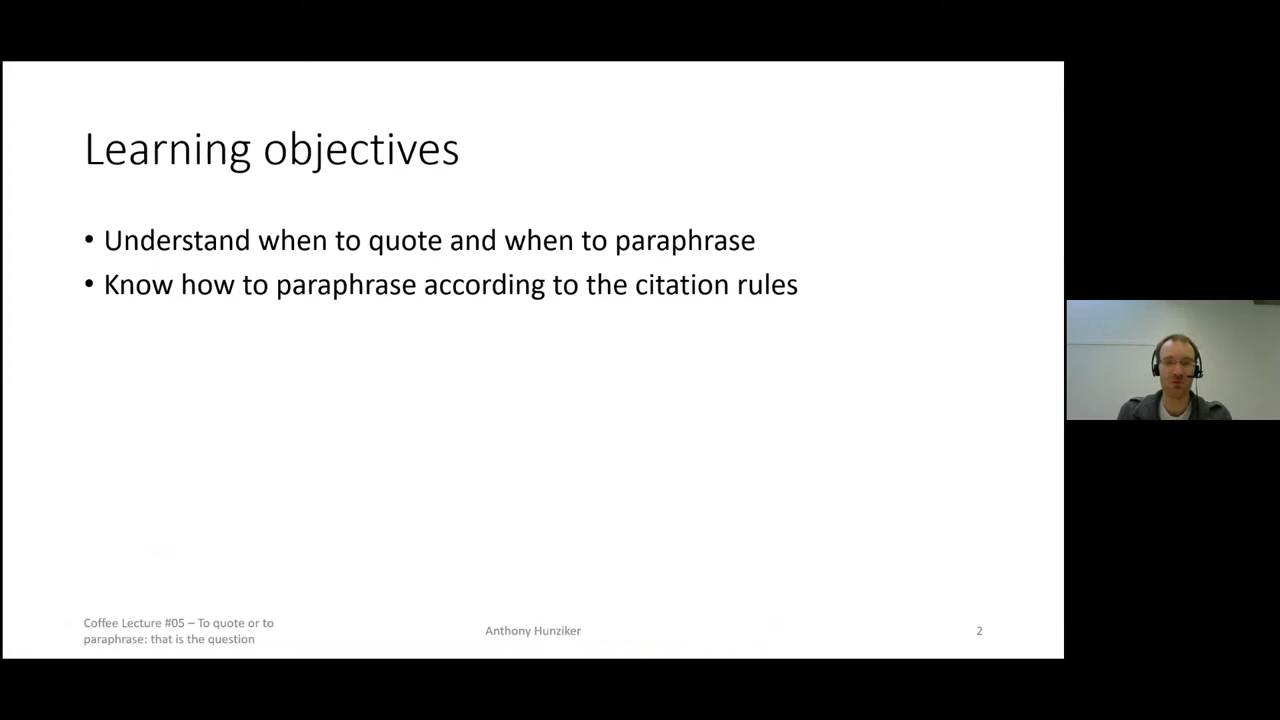 Learning objectives
• Understand when to quote and when to paraphrase
• Know how to paraphrase according to the citation rules
Coffee Lecture #05 – To quote or to
paraphrase: that is the question
Anthony Hunziker
2